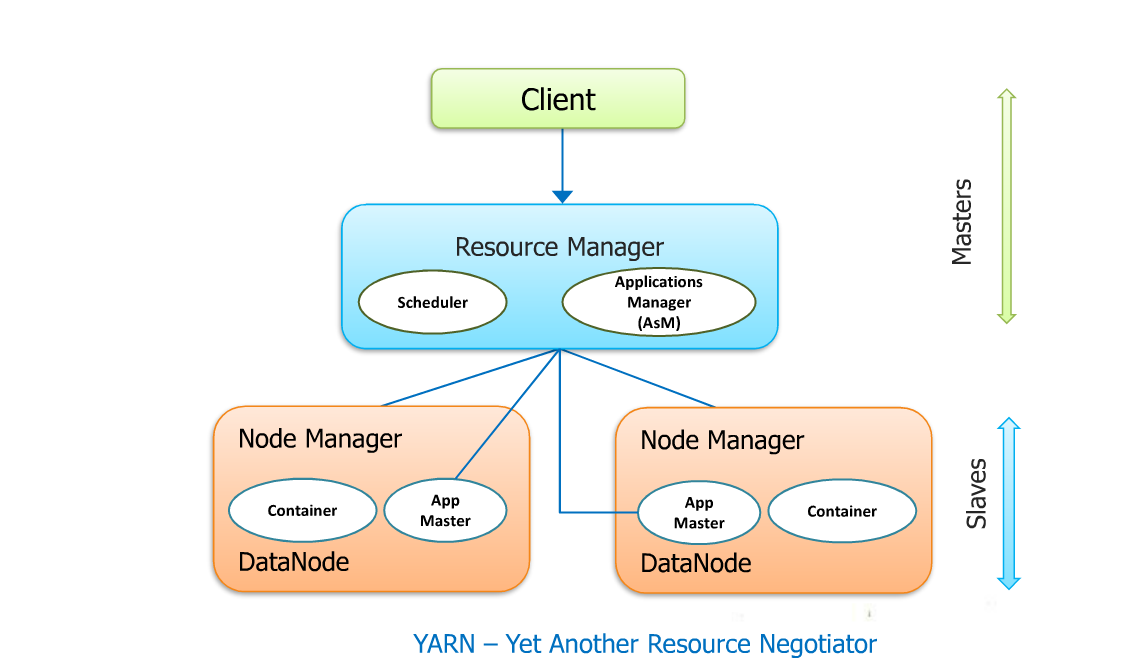 Client
Masters
Resource Manager
Scheduler
Applications
Manager
(AsM)
Node Manager
Container
App
Master
DataNode
Node Manager
App
Master
Container
DataNode
Slaves
YARN – Yet Another Resource Negotiator